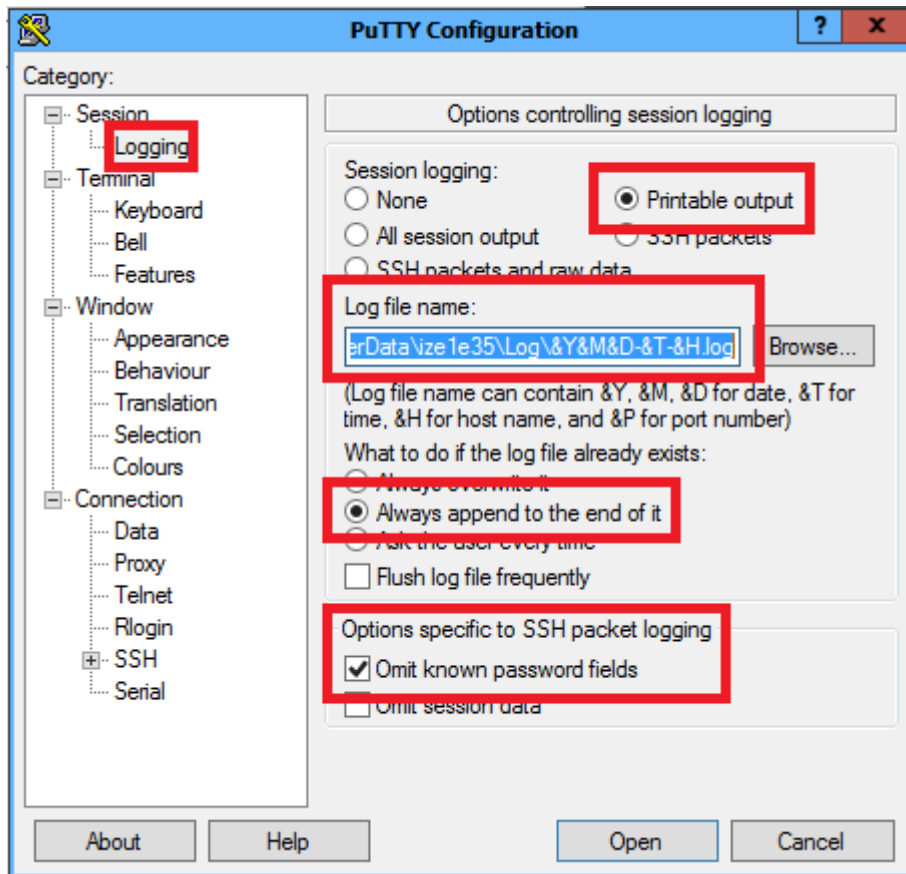 PuTTY Configuration
? x
Category:
Session
Logging
Terminal
Keyboard
Bell
Features
Window
Appearance
Behaviour
Translation
Selection
Colours
Connection
Data
Proxy
Telnet
Rlogin
SSH
Serial
Options controlling session logging
Session logging:
None
Printable output
All session output
SSH packets
SSH packets and raw data
Log file name:
erData\ize1e35\Log\&Y&M&D-&T-&H.log
Browse...
(Log file name can contain &Y, &M, &D for date, &T for
time, &H for host name, and &P for port number)
What to do if the log file already exists:
Always overwrite it
Always append to the end of it
Ask the user every time
Flush log file frequently
Options specific to SSH packet logging
Omit known password fields
Omit session data
About
Help
Open
Cancel